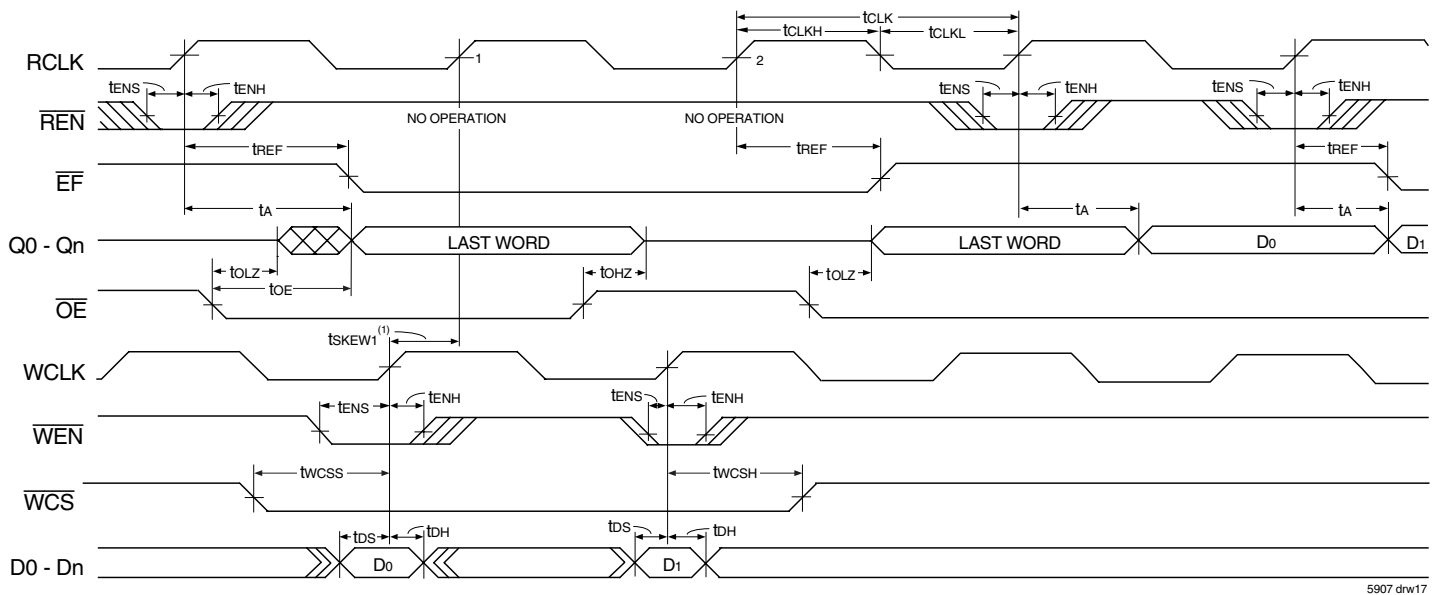 tCLK
tCLKH tCLKL
RCLK 1 2
tENS tENH tENS tENH tENS tENH
REN NO OPERATION NO OPERATION
tREF tREF tREF
EF
tA tA tA
Q0 - Qn LAST WORD LAST WORD D0 D1
tOLZ tOHZ tOLZ
tOE
OE
tSKEW1(1)
WCLK
tENS tENH tENS tENH
WEN
tWCSS tWCSH
WCS
tDS tDH tDS tDH
D0 - Dn D0 D1
5907 drw17